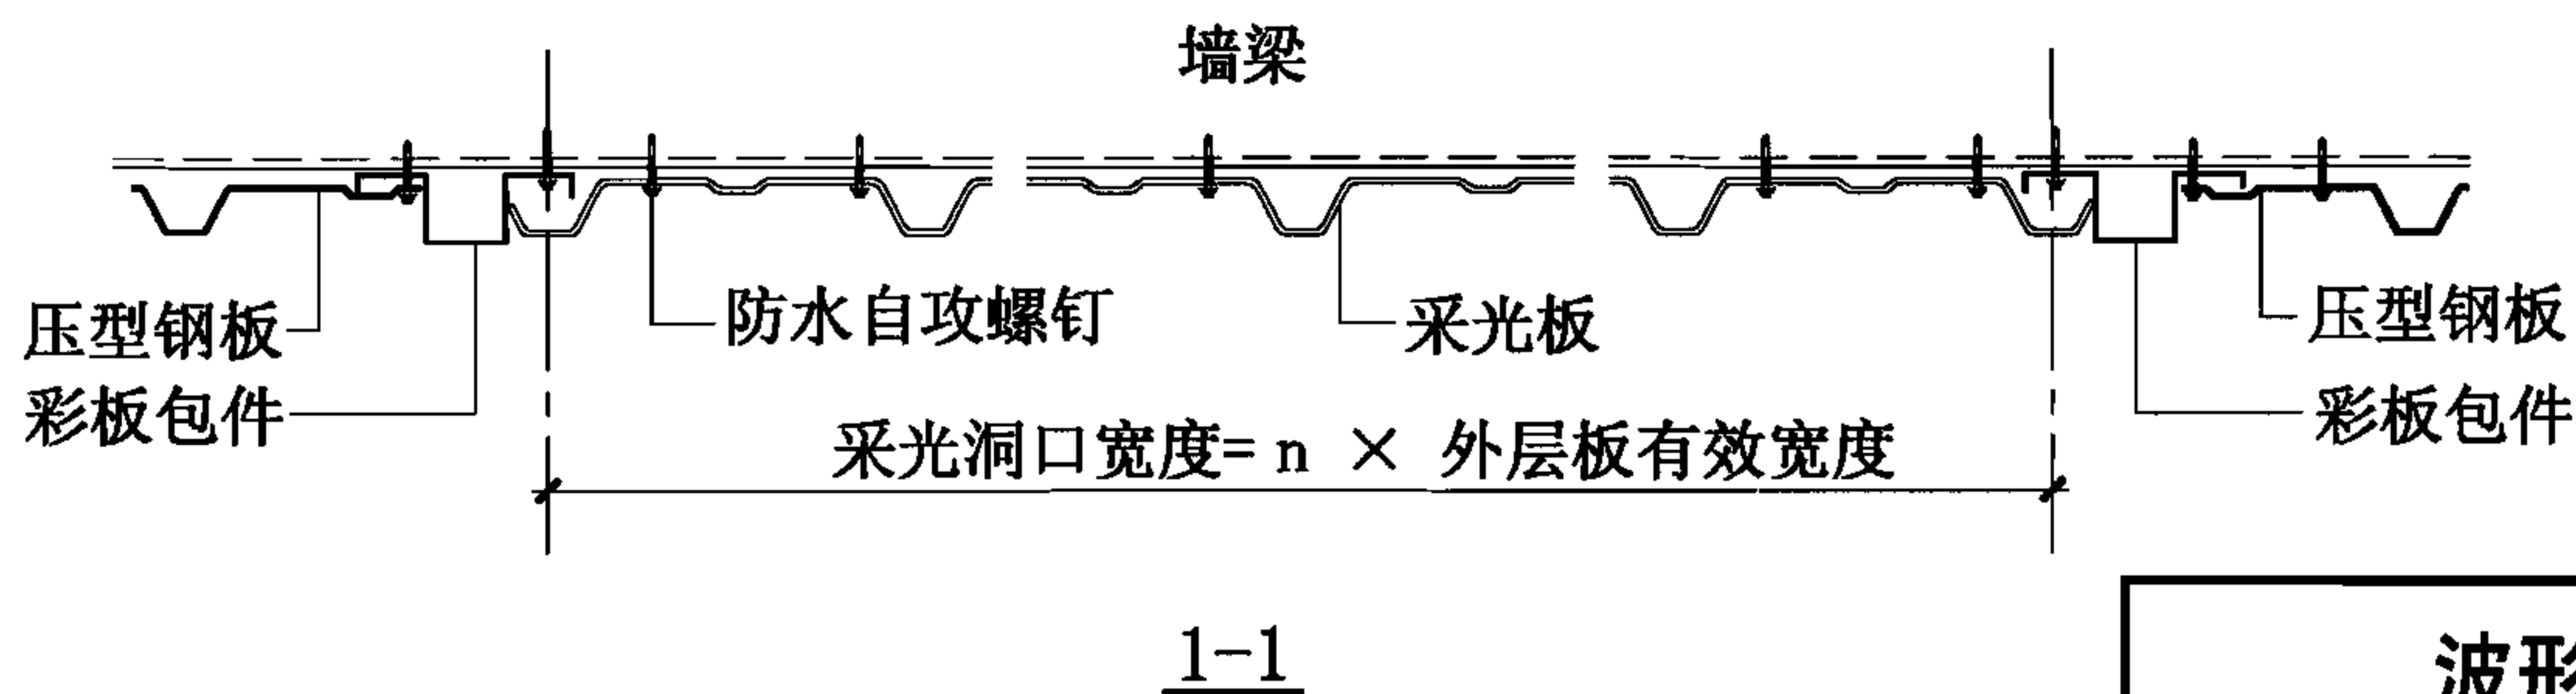 墙梁
压型钢板
防水自攻螺钉
采光板
压型钢板
彩板包件
彩板包件
采光洞口宽度= n × 外层板有效宽度
1-1
波形